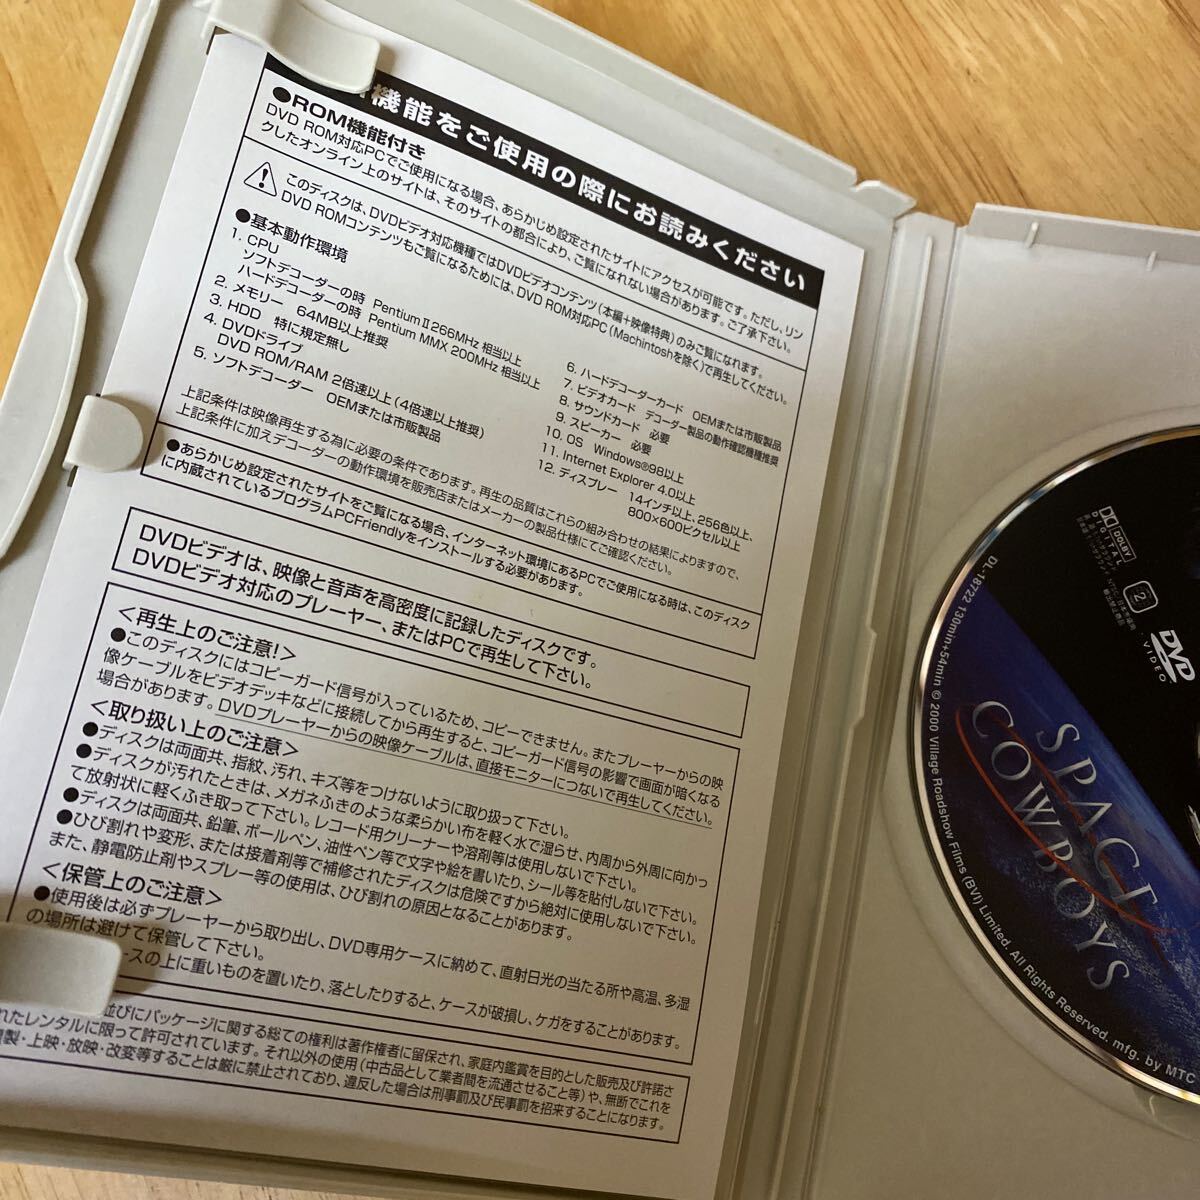 機能をご使用の際にお読みください
●ROM機能付き
DVD ROM対応PCでご使用になる場合、あらかじめ設定されたサイトにアクセスが可能です。ただし、リン
クしたオンライン上のサイトは、そのサイトの都合により、ご覧になれない場合があります。ご了承下さい。
このディスクは、DVDビデオ対応機種ではDVDビデオコンテンツ(本編+映像特典)のみご覧になれます。
DVD ROMコンテンツもご覧になるためには、DVD ROM対応PC(Machintoshを除く)で再生してください。
●基本動作環境
1. CPU
ソフトデコーダーの時 Pentium II 266MHz 相当以上
ハードデコーダーの時 Pentium MMX 200MHz 相当以上
2. メモリー 64MB以上推奨
3. HDD 特に規定無し
4. DVDドライブ
DVD ROM/RAM 2倍速以上(4倍速以上推奨)
5. ソフトデコーダー OEMまたは市販製品
6. ハードデコーダーカード OEMまたは市販製品
7. ビデオカード デコーダー製品の動作確認機種推奨
8. サウンドカード 必要
9. スピーカー 必要
10. OS Windows®98以上
11. Internet Explorer 4.0以上
12. ディスプレー 14インチ以上、256色以上、
800×600ピクセル以上
上記条件は映像再生する為に必要の条件であります。再生の品質はこれらの組み合わせの結果によりますので、
上記条件に加えデコーダーの動作環境を販売店またはメーカーの製品仕様にてご確認ください。
●あらかじめ設定されたサイトをご覧になる場合、インターネット環境にあるPCでご使用になる時は、このディスク
に内蔵されているプログラムPCFriendlyをインストールする必要があります。
DVDビデオは、映像と音声を高密度に記録したディスクです。
DVDビデオ対応のプレーヤー、またはPCで再生して下さい。
<再生上のご注意!>
●このディスクにはコピーガード信号が入っているため、コピーできません。またプレーヤーからの映
像ケーブルをビデオデッキなどに接続してから再生すると、コピーガード信号の影響で画面が暗くなる
場合があります。DVDプレーヤーからの映像ケーブルは、直接モニターにつないで再生してください。
<取り扱い上のご注意>
●ディスクは両面共、指紋、汚れ、キズ等をつけないように取り扱って下さい。
●ディスクが汚れたときは、メガネふきのような柔らかい布を軽く水で湿らせ、内周から外周に向かっ
て放射状に軽くふき取って下さい。レコード用クリーナーや溶剤等は使用しないで下さい。
●ディスクは両面共、鉛筆、ボールペン、油性ペン等で文字や絵を書いたり、シール等を貼付しないで下さい。
●ひび割れや変形、または接着剤等で補修されたディスクは危険ですから絶対に使用しないで下さい。
また、静電防止剤やスプレー等の使用は、ひび割れの原因となることがあります。
<保管上のご注意>
●使用後は必ずプレーヤーから取り出し、DVD専用ケースに納めて、直射日光の当たる所や高温、多湿
の場所は避けて保管して下さい。
ースの上に重いものを置いたり、落としたりすると、ケースが破損し、ケガをすることがあります。
並びにパッケージに関する総ての権利は著作権者に留保され、家庭内鑑賞を目的とした販売及び許諾さ
れたレンタルに限って許可されています。それ以外の使用(中古品として業者間を流通させること等)や、無断でこれを
製・上映・放映・改変等することは厳に禁止されており、違反した場合は刑事罰及び民事罰を招来することになります。
DOLBY
DIGITAL
2
DVD
VIDEO
SPACE
COWBOYS
DL-18722 130min+54min © 2000 Village Roadshow Films (BVI) Limited. All Rights Reserved. mfg. by MTC